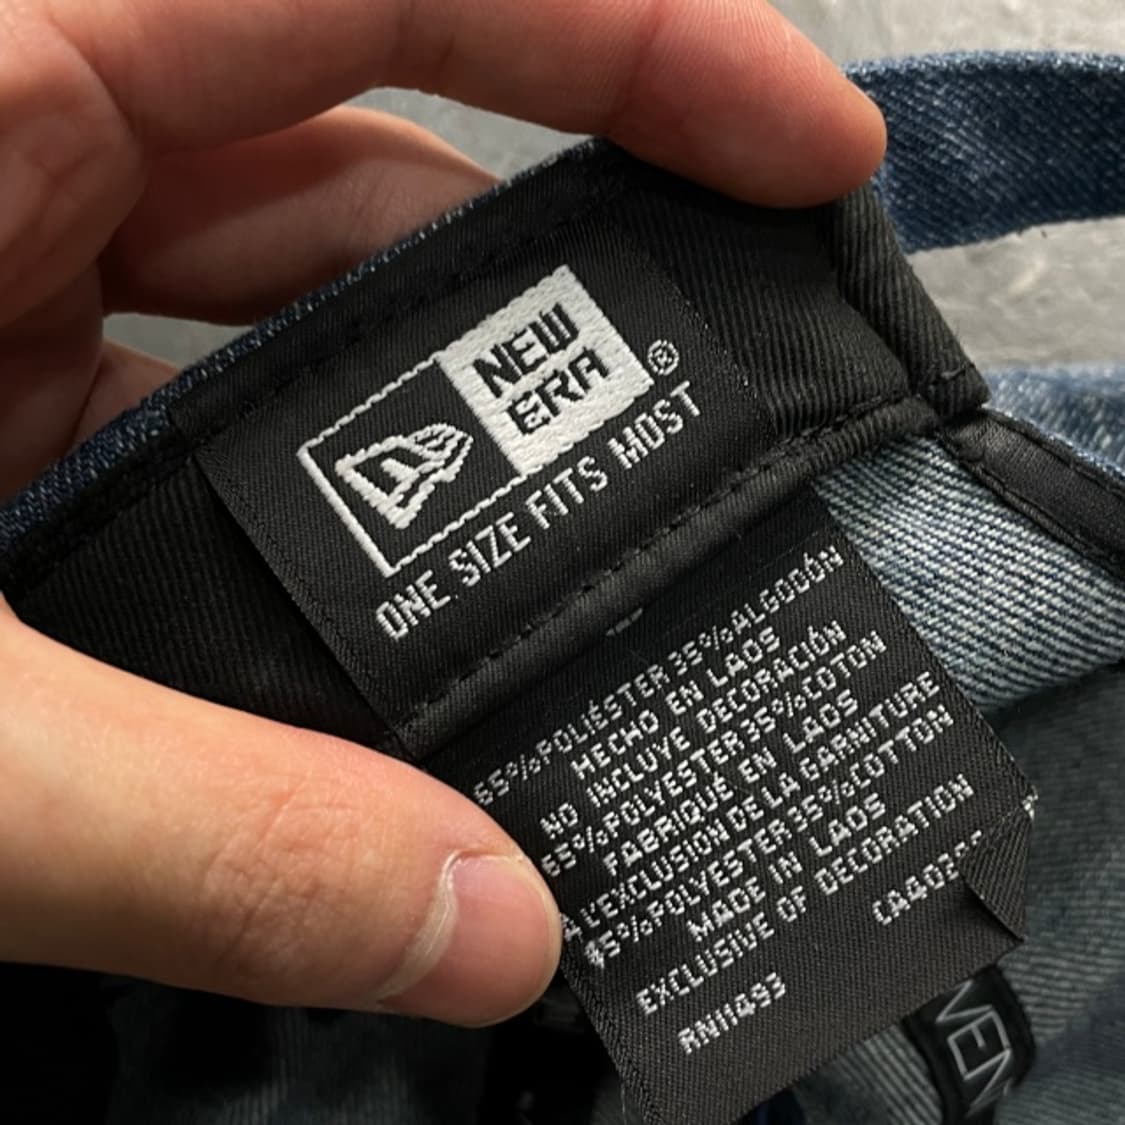 NEW
ERA
®
ONE SIZE FITS MOST
65%POLIÉSTER 35%ALGODÓN
HECHO EN LAOS
NO INCLUYE DECORACIÓN
65%POLYESTER 35%COTON
FABRIQUÉ EN LAOS
À L'EXCLUSION DE LA GARNITURE
65%POLYESTER 35%COTTON
MADE IN LAOS
EXCLUSIVE OF DECORATION
RN11493
VEN